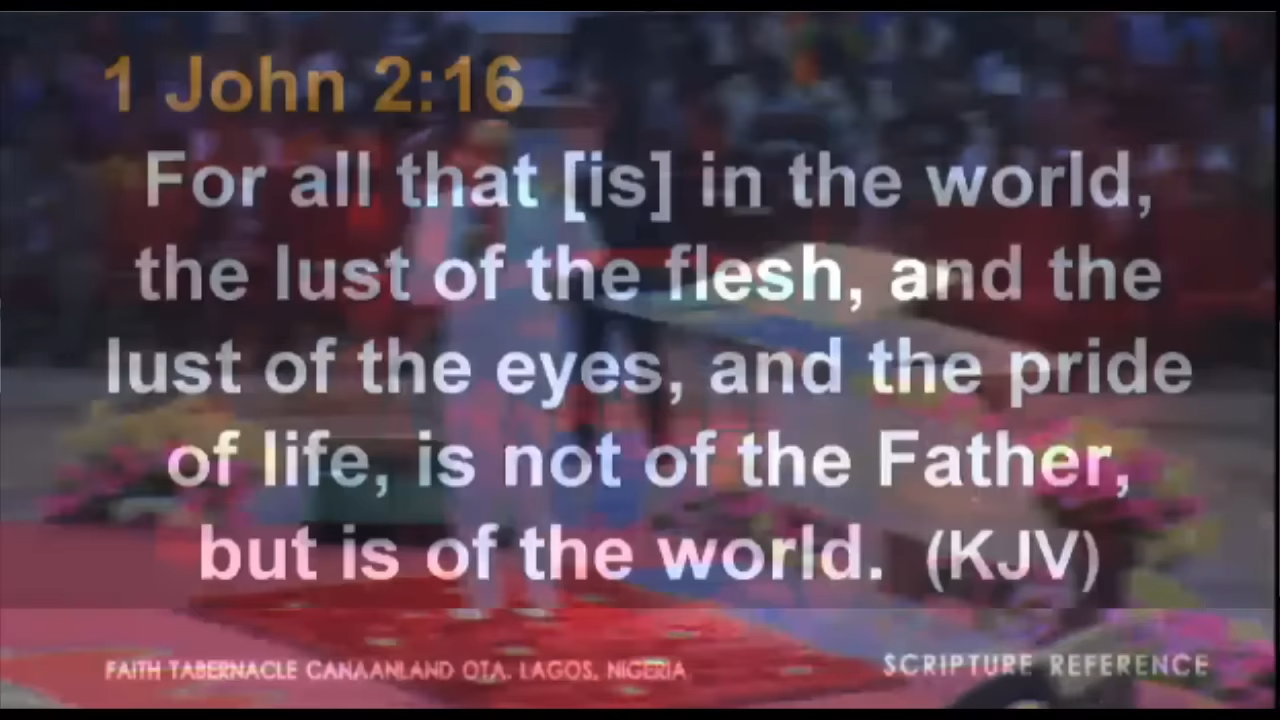 1 John 2:16
For all that [is] in the world,
the lust of the flesh, and the
lust of the eyes, and the pride
of life, is not of the Father,
but is of the world. (KJV)
FAITH TABERNACLE CANAANLAND OTA. LAGOS, NIGERIA
SCRIPTURE REFERENCE